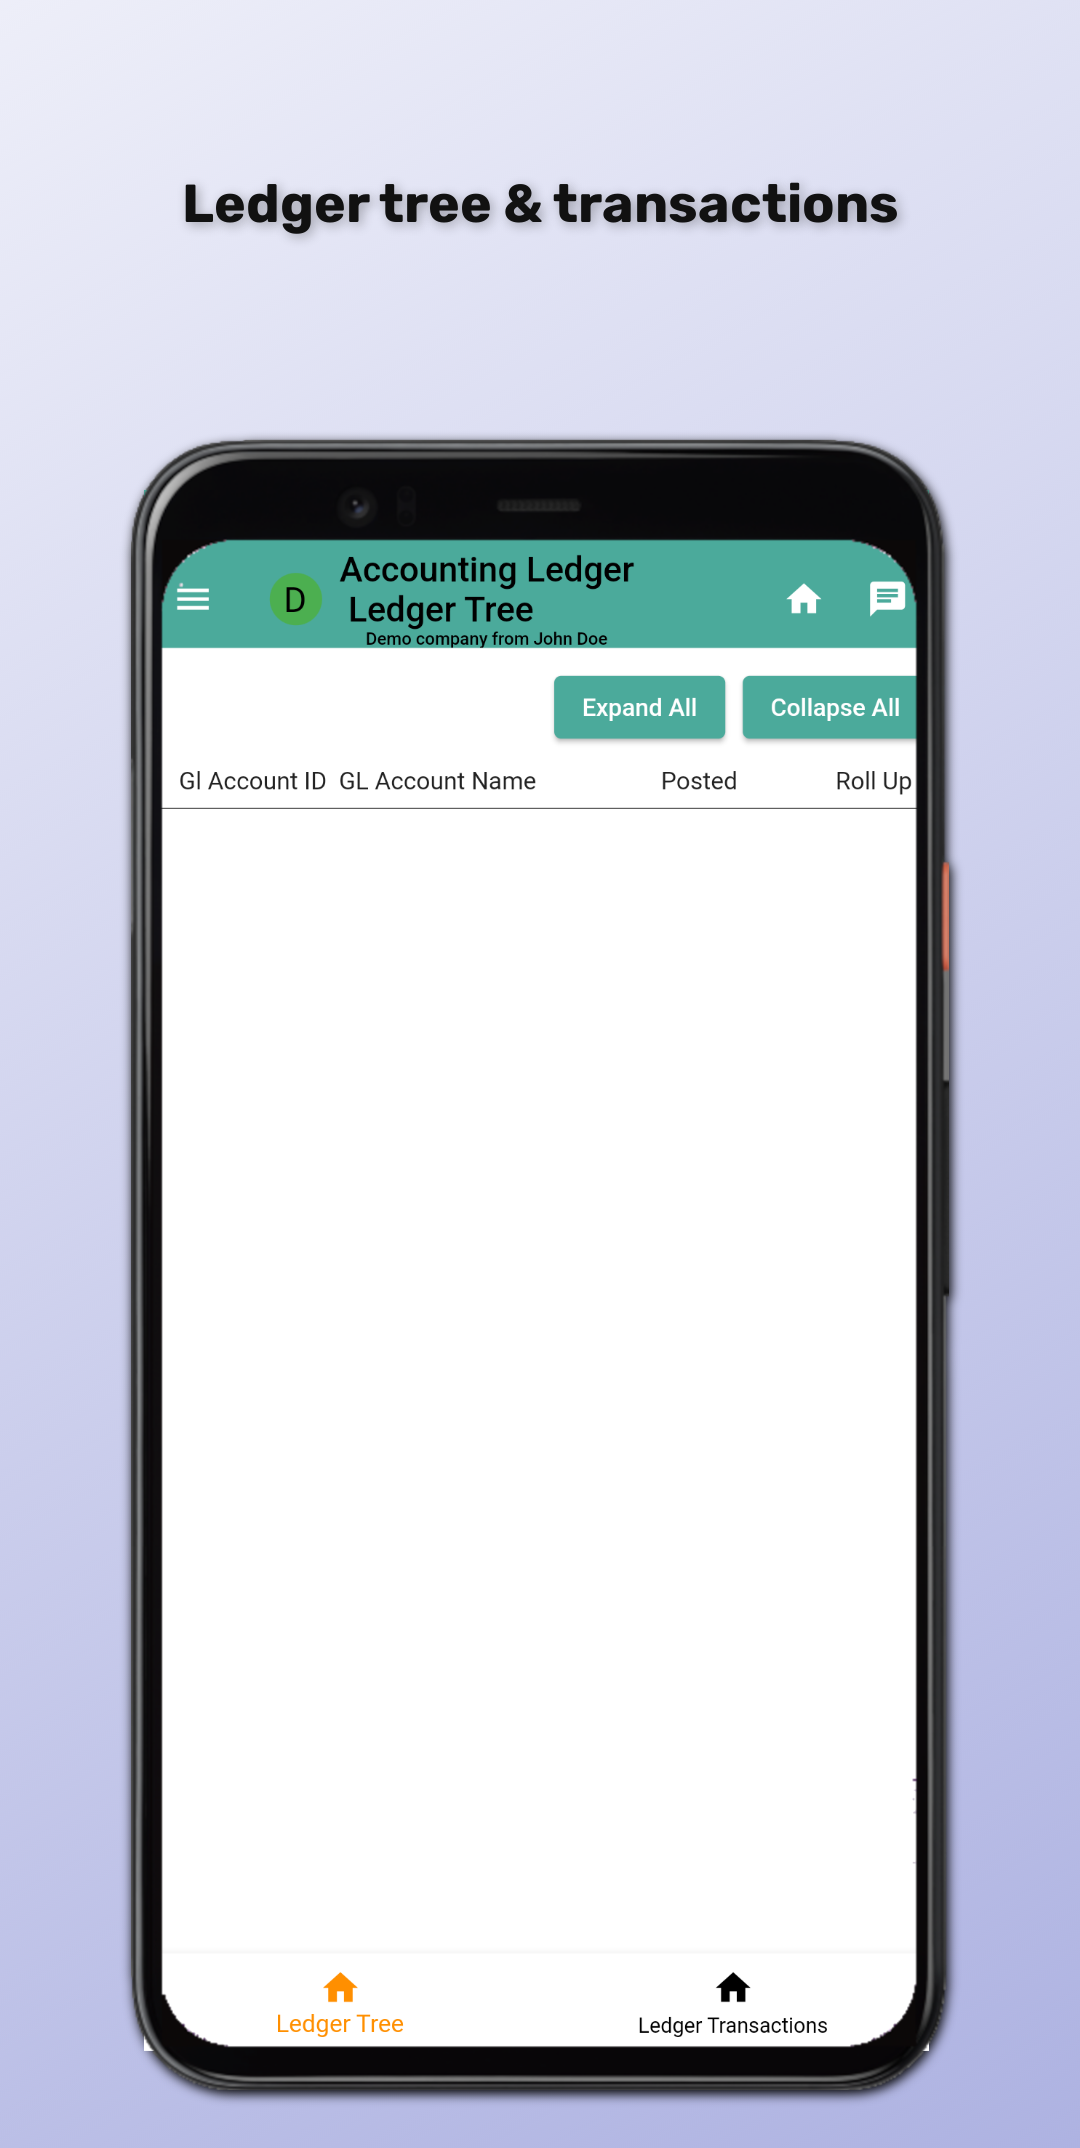 Ledger tree & transactions
D
Accounting Ledger
Ledger Tree
Demo company from John Doe
Expand All
Collapse All
Gl Account ID GL Account Name Posted Roll Up
Ledger Tree
Ledger Transactions